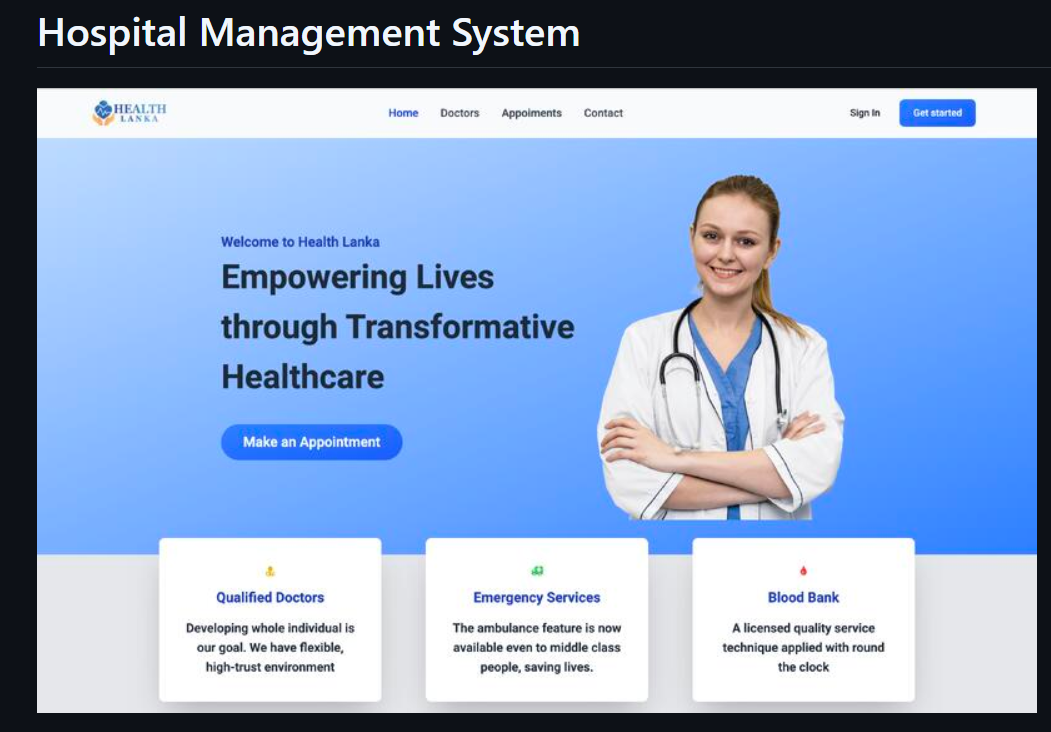 Hospital Management System
HEALTH
LANKA
Home Doctors Appoiments Contact Sign In Get started
Welcome to Health Lanka
Empowering Lives
through Transformative
Healthcare
Make an Appointment
Qualified Doctors
Developing whole individual is
our goal. We have flexible,
high-trust environment
Emergency Services
The ambulance feature is now
available even to middle class
people, saving lives.
Blood Bank
A licensed quality service
technique applied with round
the clock